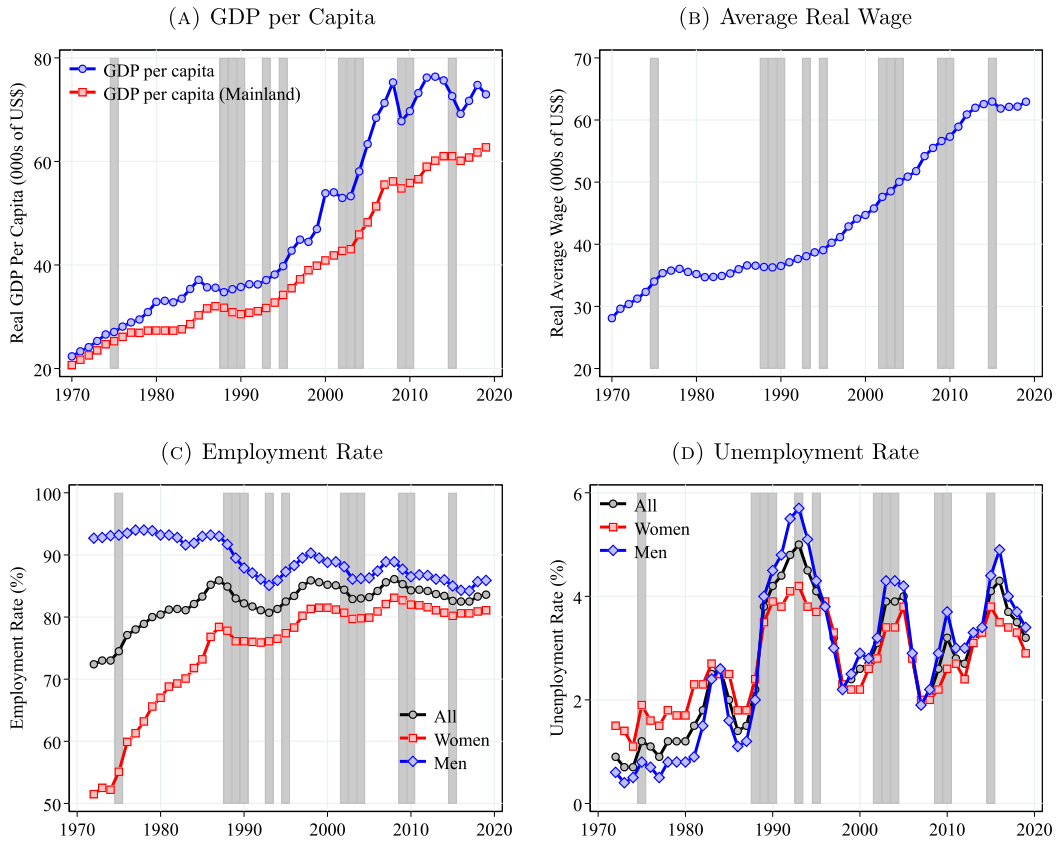 (A) GDP per Capita
Real GDP Per Capita (000s of US$)
80
60
40
20
GDP per capita
GDP per capita (Mainland)
1970 1980 1990 2000 2010 2020
(B) Average Real Wage
Real Average Wage (000s of US$)
70
60
50
40
30
20
1970 1980 1990 2000 2010 2020
(C) Employment Rate
Employment Rate (%)
100
90
80
70
60
50
All
Women
Men
1970 1980 1990 2000 2010 2020
(D) Unemployment Rate
Unemployment Rate (%)
6
4
2
0
All
Women
Men
1970 1980 1990 2000 2010 2020